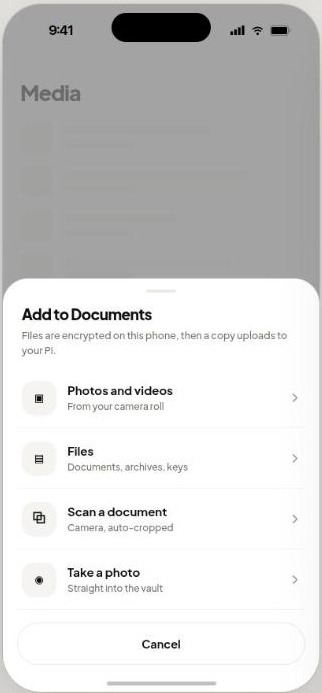 9:41
Media
Add to Documents
Files are encrypted on this phone, then a copy uploads to
your Pi.
Photos and videos
From your camera roll
Files
Documents, archives, keys
Scan a document
Camera, auto-cropped
Take a photo
Straight into the vault
Cancel